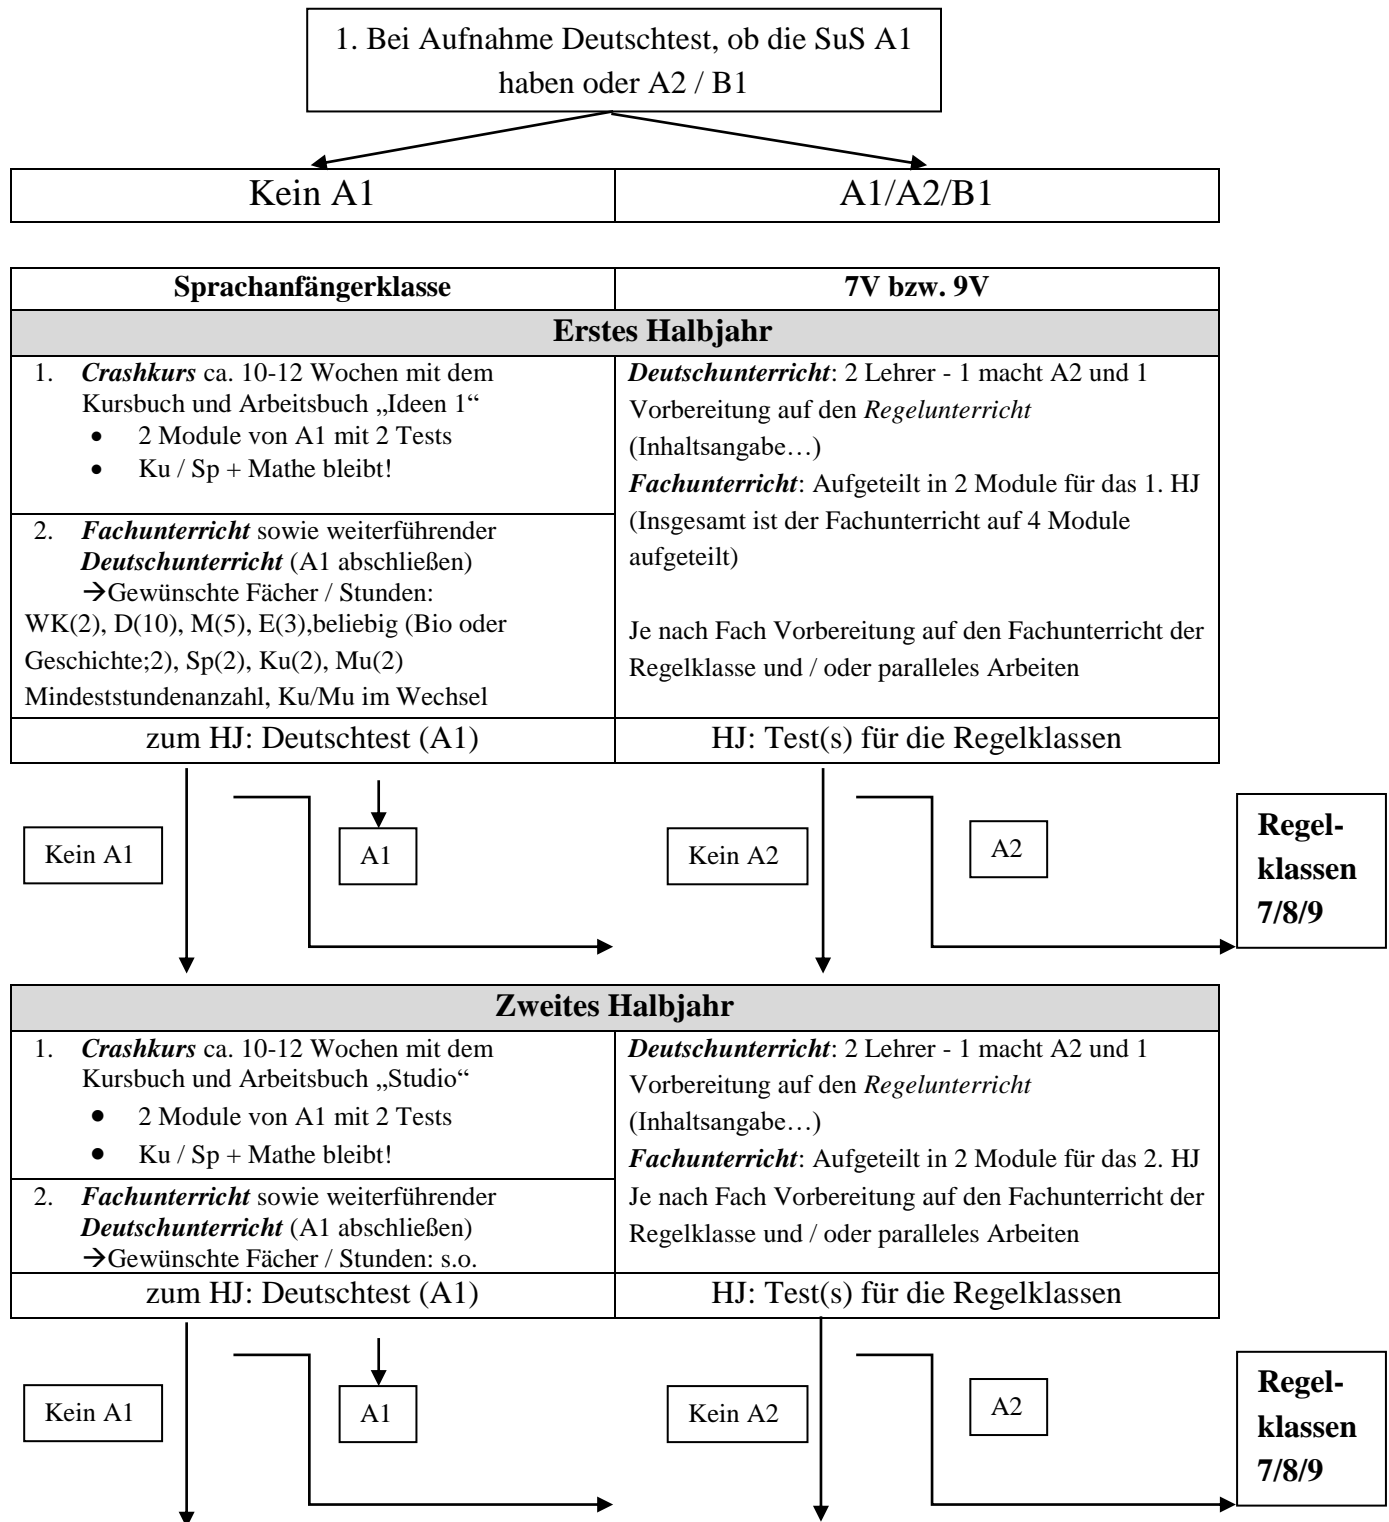 1. Bei Aufnahme Deutschtest, ob die SuS A1
haben oder A2 / B1
Kein A1
A1/A2/B1
Sprachanfängerklasse
7V bzw. 9V
Erstes Halbjahr
1. Crashkurs ca. 10-12 Wochen mit dem
Kursbuch und Arbeitsbuch „Ideen 1“
• 2 Module von A1 mit 2 Tests
• Ku / Sp + Mathe bleibt!
2. Fachunterricht sowie weiterführender
Deutschunterricht (A1 abschließen)
→Gewünschte Fächer / Stunden:
WK(2), D(10), M(5), E(3),beliebig (Bio oder
Geschichte;2), Sp(2), Ku(2), Mu(2)
Mindeststundenanzahl, Ku/Mu im Wechsel
Deutschunterricht: 2 Lehrer - 1 macht A2 und 1
Vorbereitung auf den Regelunterricht
(Inhaltsangabe…)
Fachunterricht: Aufgeteilt in 2 Module für das 1. HJ
(Insgesamt ist der Fachunterricht auf 4 Module
aufgeteilt)
Je nach Fach Vorbereitung auf den Fachunterricht der
Regelklasse und / oder paralleles Arbeiten
zum HJ: Deutschtest (A1)
HJ: Test(s) für die Regelklassen
Kein A1
A1
Kein A2
A2
Regel-
klassen
7/8/9
Zweites Halbjahr
1. Crashkurs ca. 10-12 Wochen mit dem
Kursbuch und Arbeitsbuch „Studio“
• 2 Module von A1 mit 2 Tests
• Ku / Sp + Mathe bleibt!
2. Fachunterricht sowie weiterführender
Deutschunterricht (A1 abschließen)
→Gewünschte Fächer / Stunden: s.o.
Deutschunterricht: 2 Lehrer - 1 macht A2 und 1
Vorbereitung auf den Regelunterricht
(Inhaltsangabe…)
Fachunterricht: Aufgeteilt in 2 Module für das 2. HJ
Je nach Fach Vorbereitung auf den Fachunterricht der
Regelklasse und / oder paralleles Arbeiten
zum HJ: Deutschtest (A1)
HJ: Test(s) für die Regelklassen
Kein A1
A1
Kein A2
A2
Regel-
klassen
7/8/9